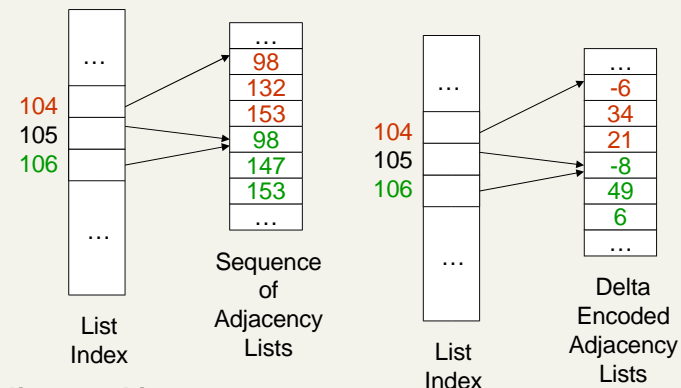 …
104
105
106
…
List
Index
…
98
132
153
98
147
153
…
Sequence
of
Adjacency
Lists
…
104
105
106
…
List
Index
…
-6
34
21
-8
49
6
…
Delta
Encoded
Adjacency
Lists